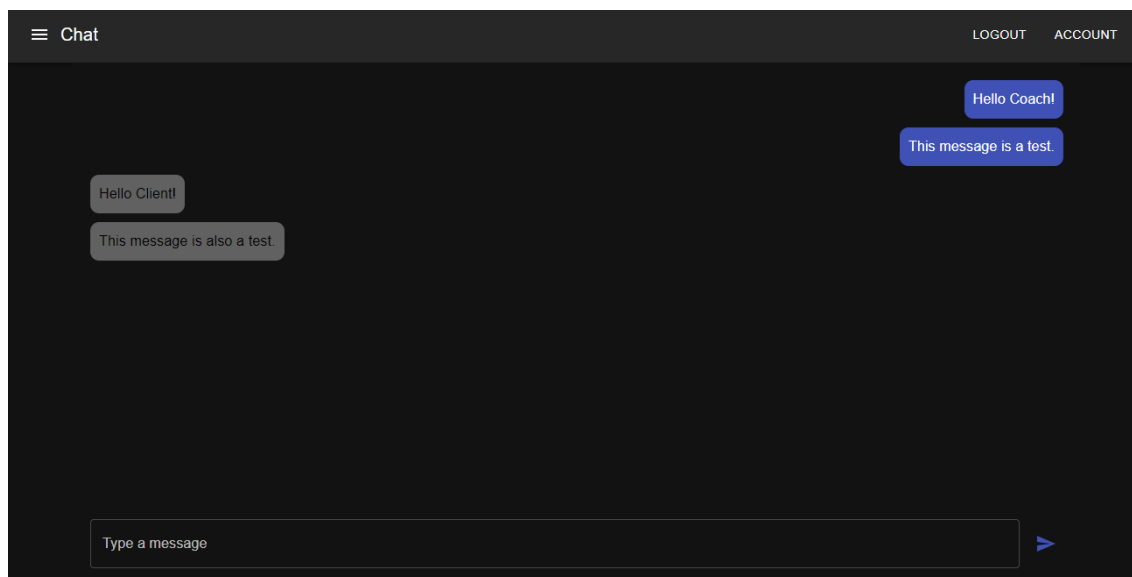 Chat
LOGOUT
ACCOUNT
Hello Coach!
This message is a test.
Hello Client!
This message is also a test.
Type a message